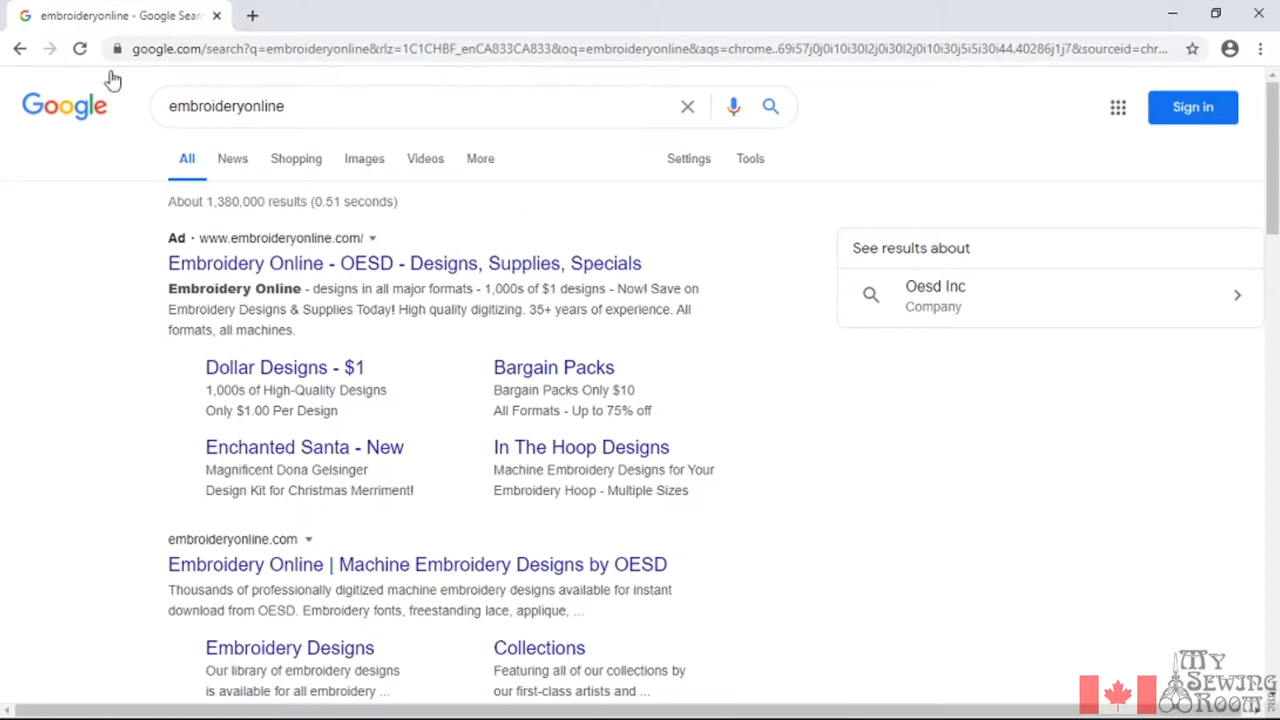 embroideryonline - Google Sear
google.com/search?q=embroideryonline&rlz=1C1CHBF_enCA833CA833&oq=embroideryonline&aqs=chrome..69i57j0j0i10i30l2j0i30l2j0i10i30j5i5i30i44.40286j1j7&sourceid=chr...
Google
embroideryonline
Sign in
All News Shopping Images Videos More Settings Tools
About 1,380,000 results (0.51 seconds)
Ad · www.embroideryonline.com/
Embroidery Online - OESD - Designs, Supplies, Specials
Embroidery Online - designs in all major formats - 1,000s of $1 designs - Now! Save on
Embroidery Designs & Supplies Today! High quality digitizing. 35+ years of experience. All
formats, all machines.
Dollar Designs - $1
1,000s of High-Quality Designs
Only $1.00 Per Design
Bargain Packs
Bargain Packs Only $10
All Formats - Up to 75% off
Enchanted Santa - New
Magnificent Dona Gelsinger
Design Kit for Christmas Merriment!
In The Hoop Designs
Machine Embroidery Designs for Your
Embroidery Hoop - Multiple Sizes
See results about
Oesd Inc
Company
embroideryonline.com
Embroidery Online | Machine Embroidery Designs by OESD
Thousands of professionally digitized machine embroidery designs available for instant
download from OESD. Embroidery fonts, freestanding lace, applique, ...
Embroidery Designs
Our library of embroidery designs
is available for all embroidery ...
Collections
Featuring all of our collections by
our first-class artists and ...
MY
SEWING
ROOM